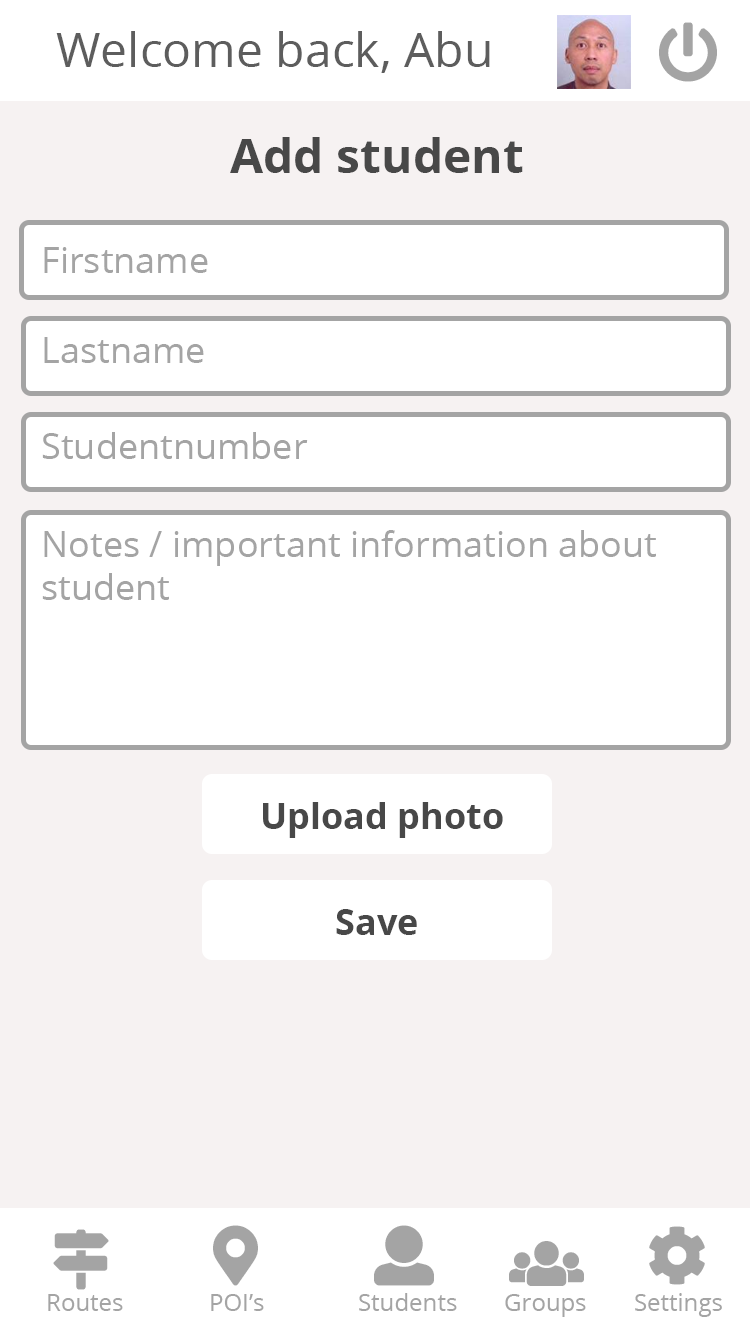 Welcome back, Abu
Add student
Firstname
Lastname
Studentnumber
Notes / important information about
student
Upload photo
Save
Routes
POI’s
Students
Groups
Settings